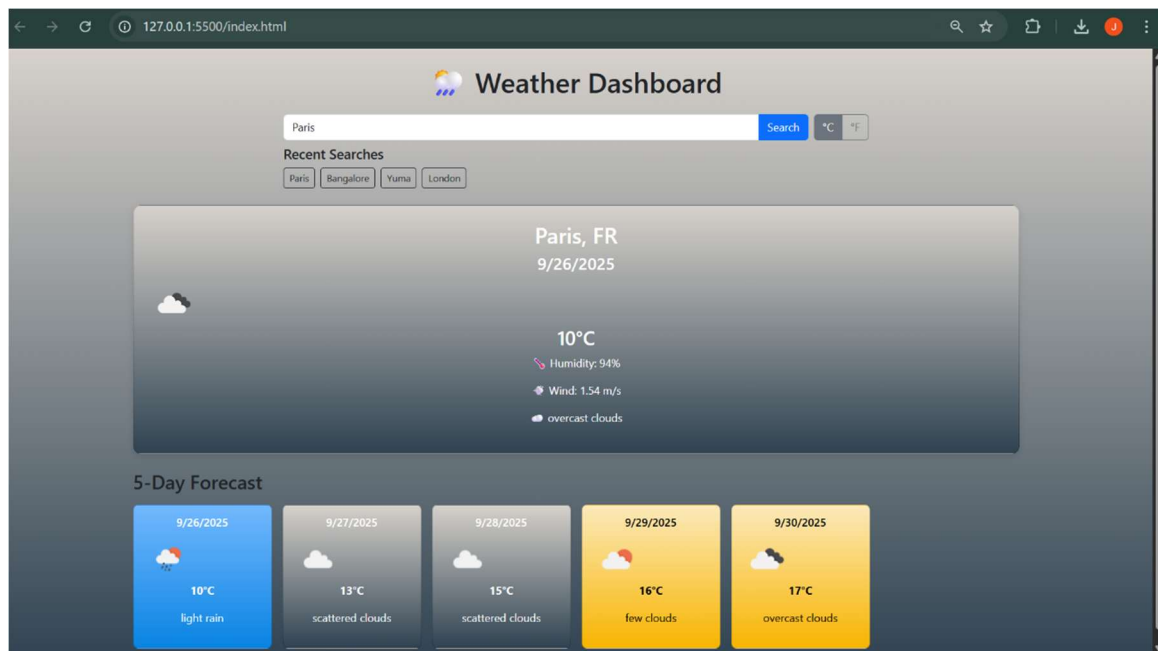 127.0.0.1:5500/index.html
J
Weather Dashboard
Paris
Search
°C
°F
Recent Searches
Paris
Bangalore
Yuma
London
Paris, FR
9/26/2025
10°C
Humidity: 94%
Wind: 1.54 m/s
overcast clouds
5-Day Forecast
9/26/2025
10°C
light rain
9/27/2025
13°C
scattered clouds
9/28/2025
15°C
scattered clouds
9/29/2025
16°C
few clouds
9/30/2025
17°C
overcast clouds